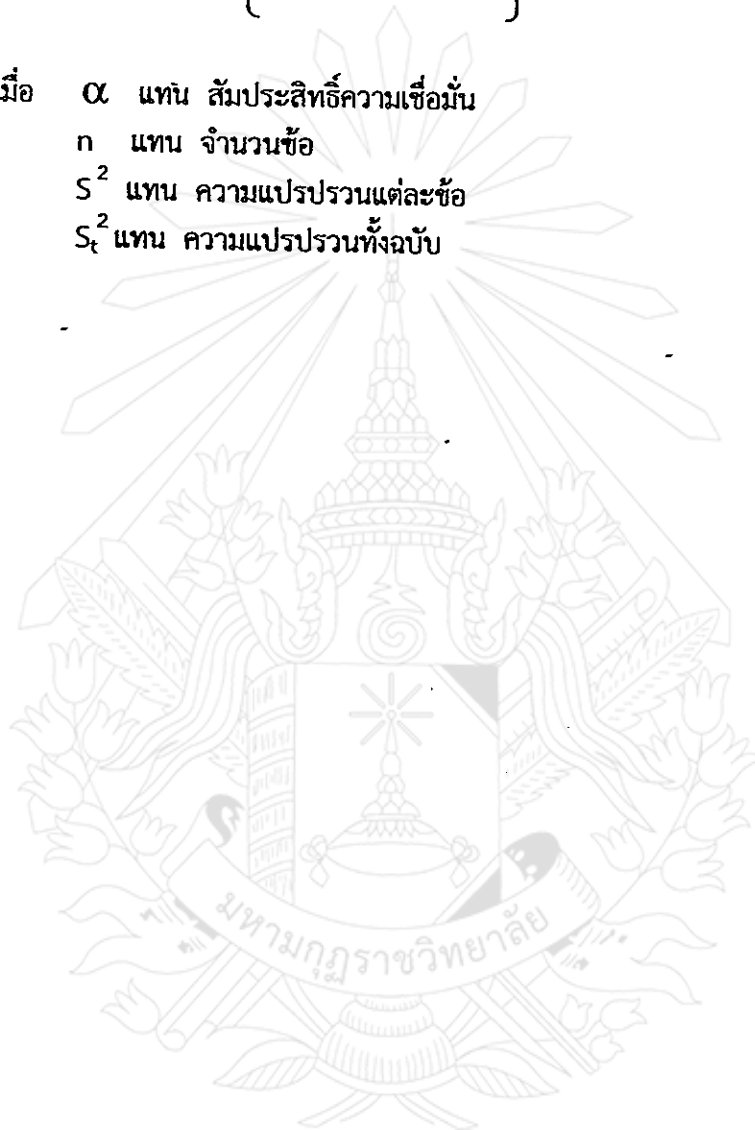 มื่อ α แทน สัมประสิทธิ์ความเชื่อมั่น
n แทน จำนวนข้อ
S² แทน ความแปรปรวนแต่ละข้อ
Sₜ² แทน ความแปรปรวนทั้งฉบับ
มหามกุฏราชวิทยาลัย